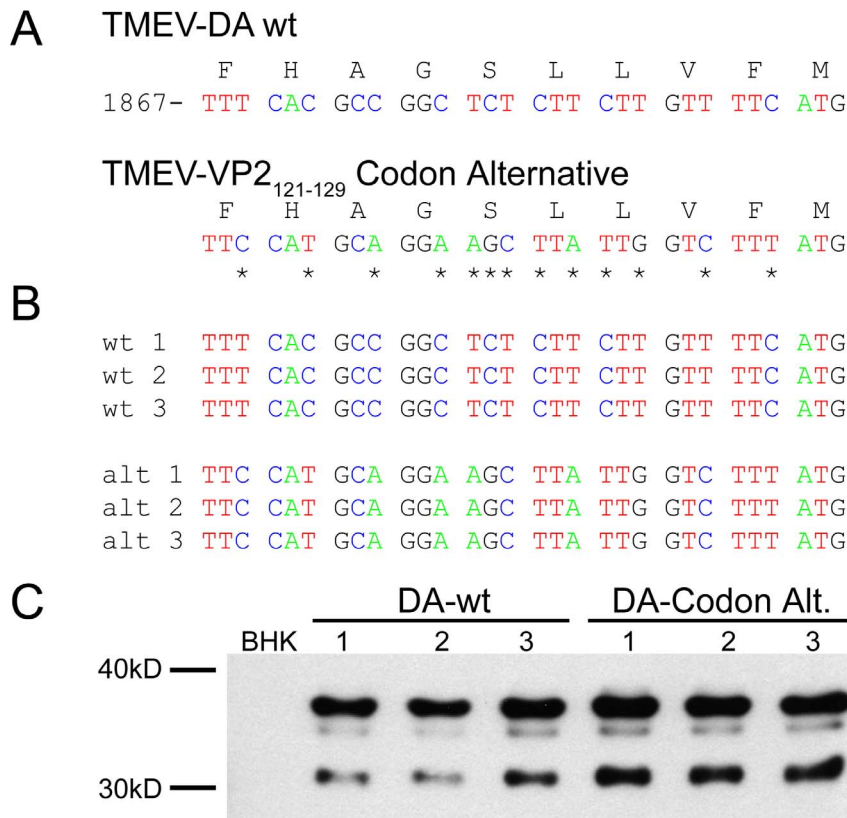 A
TMEV-DA wt
F H A G S L L V F M
1867- TTT CAC GCC GGC TCT CTT CTT GTT TTC ATG
TMEV-VP2121-129 Codon Alternative
F H A G S L L V F M
TTC CAT GCA GGA AGC TTA TTG GTC TTT ATG
* * * * * * * * * * * * *
B
wt 1 TTT CAC GCC GGC TCT CTT CTT GTT TTC ATG
wt 2 TTT CAC GCC GGC TCT CTT CTT GTT TTC ATG
wt 3 TTT CAC GCC GGC TCT CTT CTT GTT TTC ATG
alt 1 TTC CAT GCA GGA AGC TTA TTG GTC TTT ATG
alt 2 TTC CAT GCA GGA AGC TTA TTG GTC TTT ATG
alt 3 TTC CAT GCA GGA AGC TTA TTG GTC TTT ATG
C
DA-wt DA-Codon Alt.
BHK 1 2 3 1 2 3
40kD
30kD